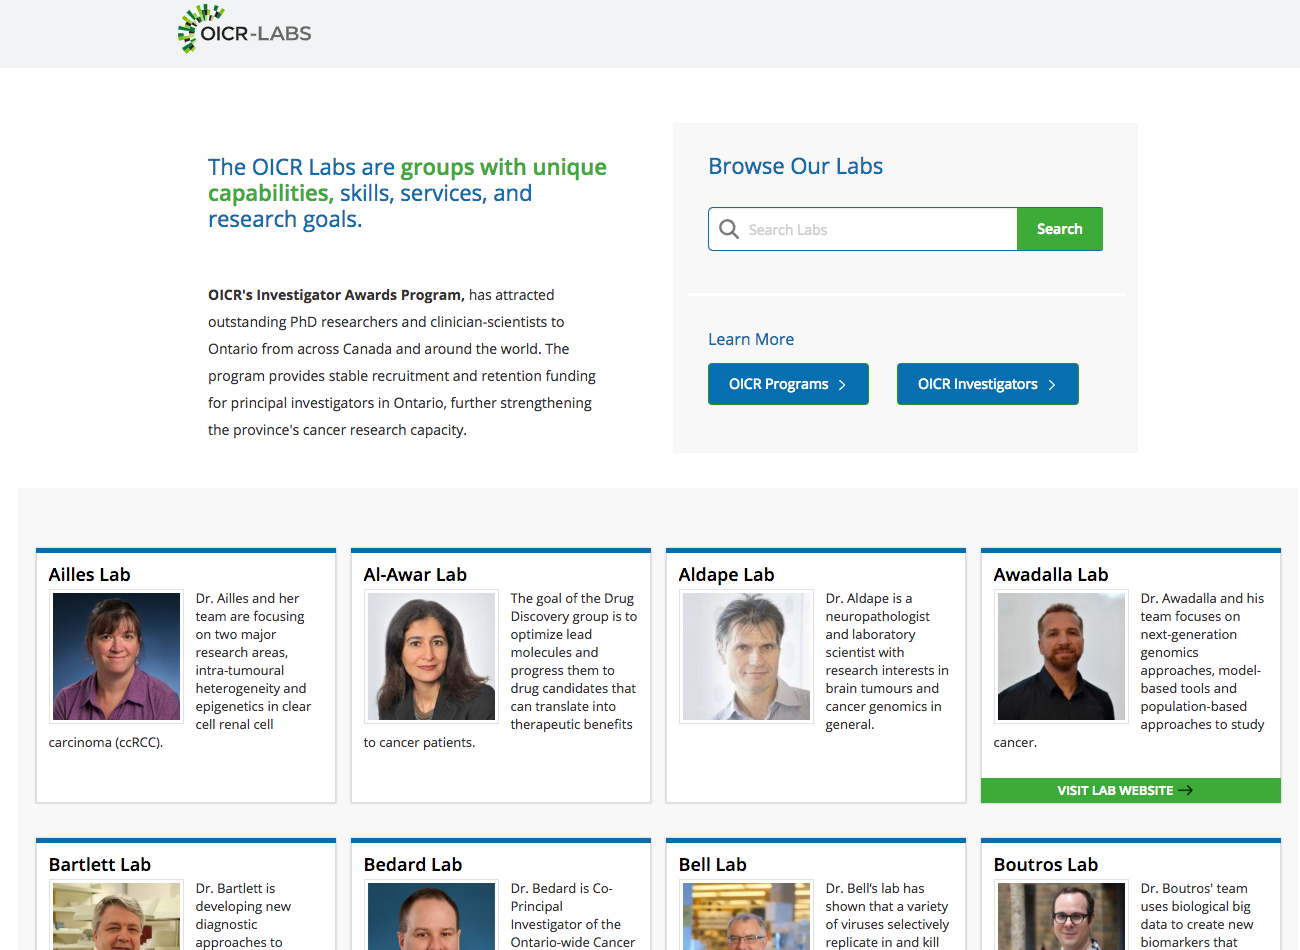 OICR-LABS
The OICR Labs are groups with unique
capabilities, skills, services, and
research goals.
OICR's Investigator Awards Program, has attracted
outstanding PhD researchers and clinician-scientists to
Ontario from across Canada and around the world. The
program provides stable recruitment and retention funding
for principal investigators in Ontario, further strengthening
the province's cancer research capacity.
Browse Our Labs
Search Labs
Search
Learn More
OICR Programs
OICR Investigators
Ailles Lab
Dr. Ailles and her
team are focusing
on two major
research areas,
intra-tumoural
heterogeneity and
epigenetics in clear
cell renal cell
carcinoma (ccRCC).
Al-Awar Lab
The goal of the Drug
Discovery group is to
optimize lead
molecules and
progress them to
drug candidates that
can translate into
therapeutic benefits
to cancer patients.
Aldape Lab
Dr. Aldape is a
neuropathologist
and laboratory
scientist with
research interests in
brain tumours and
cancer genomics in
general.
Awadalla Lab
Dr. Awadalla and his
team focuses on
next-generation
genomics
approaches, model-
based tools and
population-based
approaches to study
cancer.
VISIT LAB WEBSITE →
Bartlett Lab
Dr. Bartlett is
developing new
diagnostic
approaches to
Bedard Lab
Dr. Bedard is Co-
Principal
Investigator of the
Ontario-wide Cancer
Bell Lab
Dr. Bell’s lab has
shown that a variety
of viruses selectively
replicate in and kill
Boutros Lab
Dr. Boutros' team
uses biological big
data to create new
biomarkers that